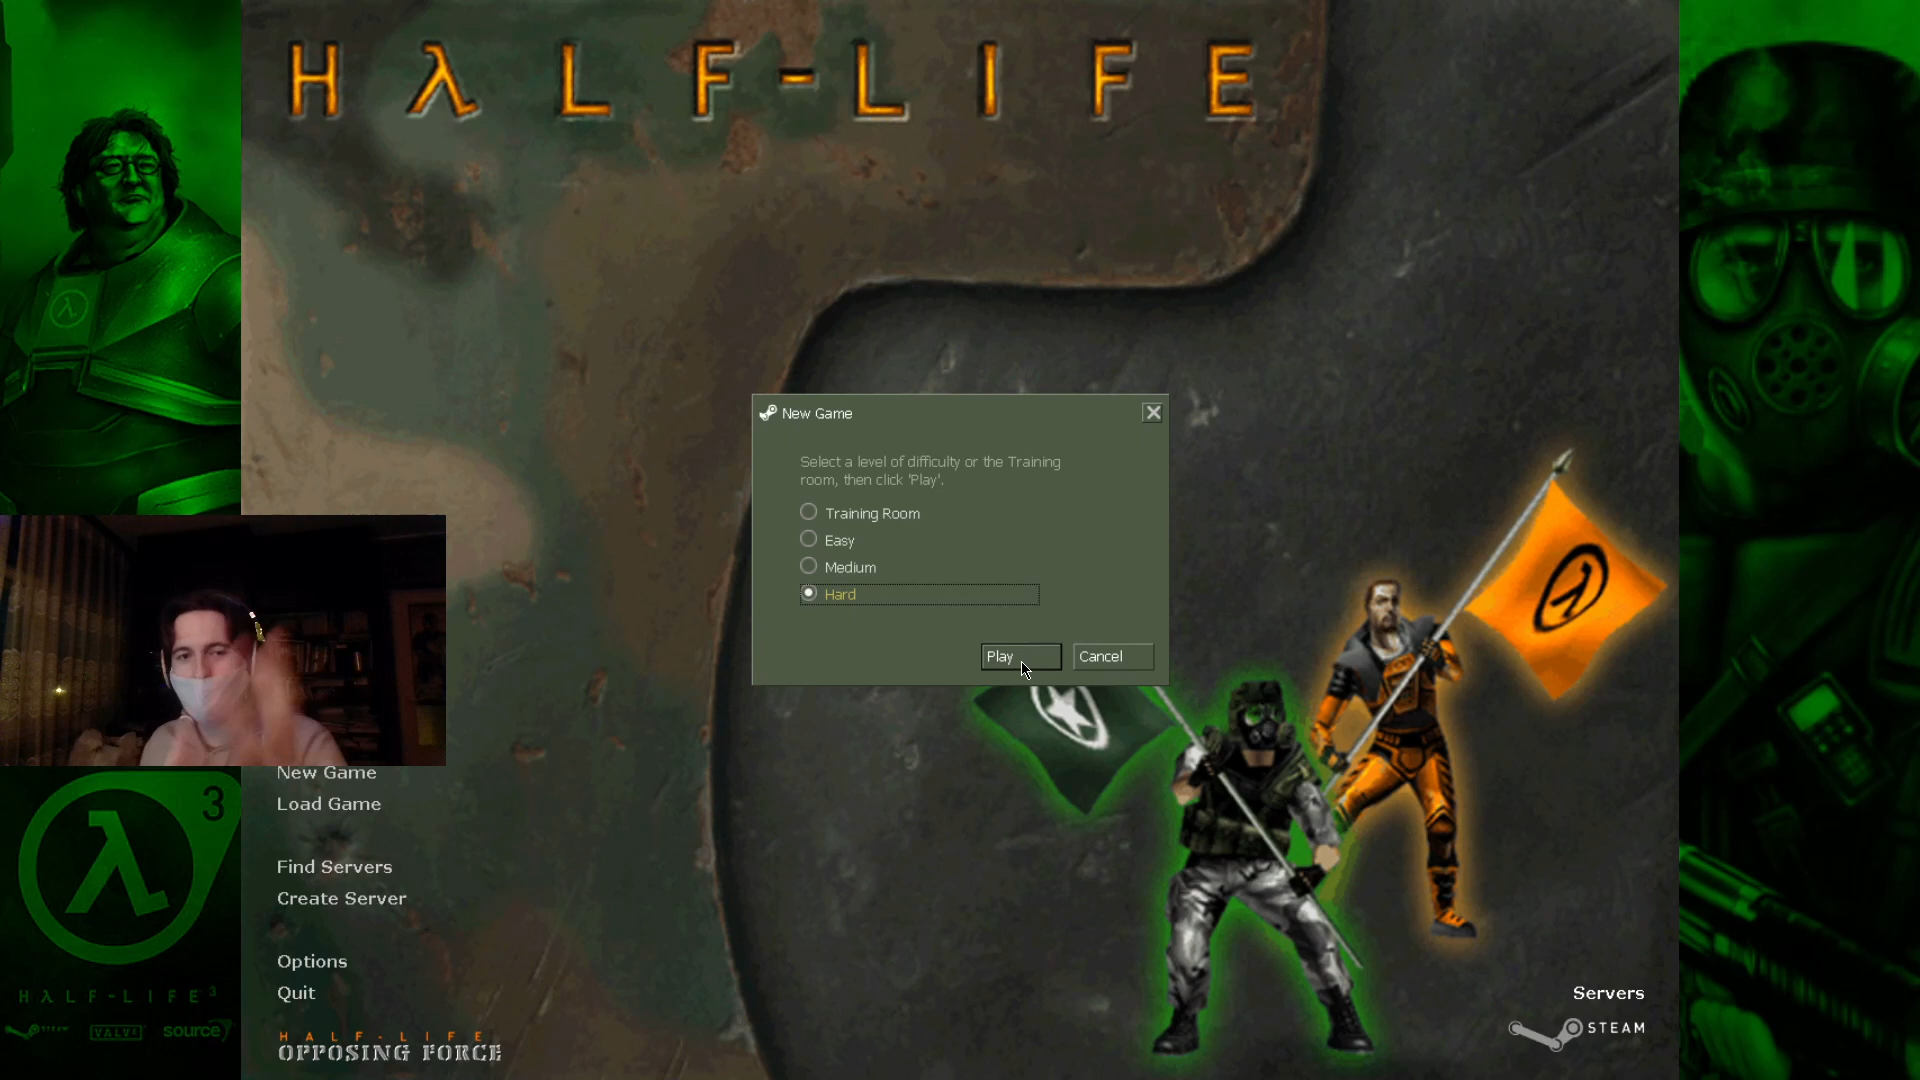 HλLF-LIFE
New Game
Select a level of difficulty or the Training
room, then click 'Play'.
Training Room
Easy
Medium
Hard
Play
Cancel
New Game
Load Game
Find Servers
Create Server
Options
Quit
HALF-LIFE
OPPOSING FORCE
Servers
STEAM
3
HλLF-LIFE³
STEAM
VALVE
source